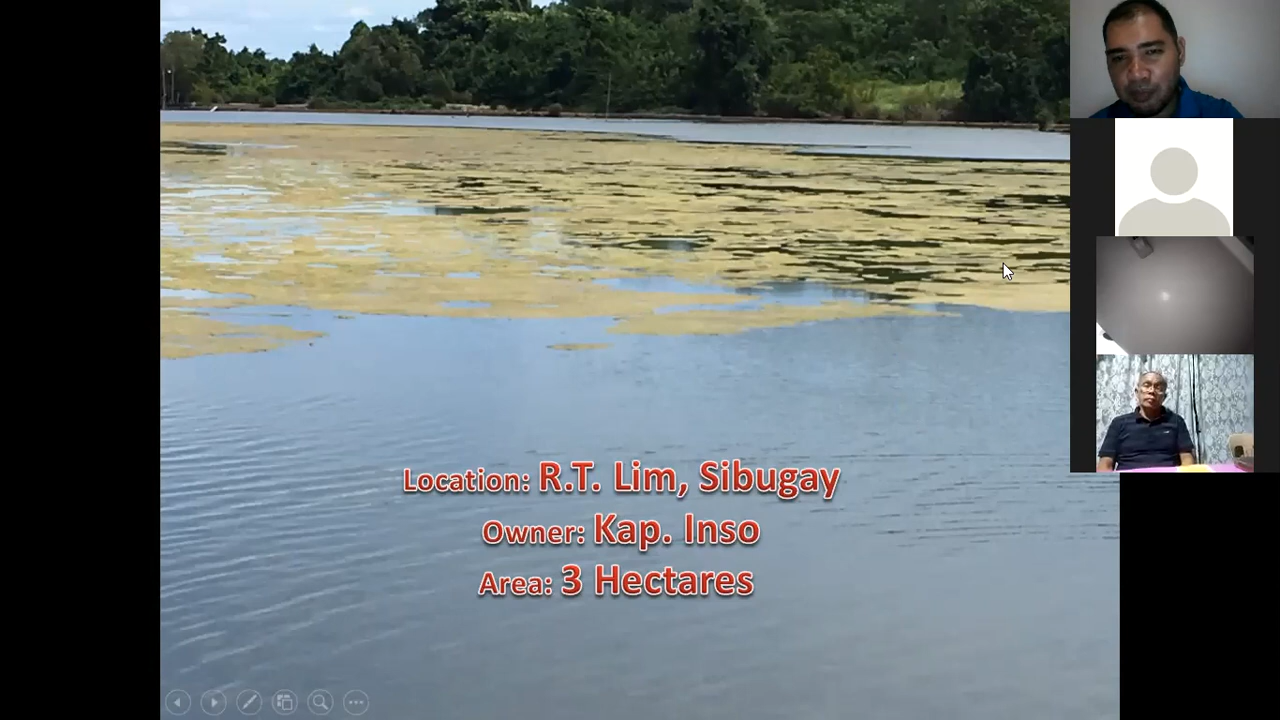 Location: R.T. Lim, Sibugay
Owner: Kap. Inso
Area: 3 Hectares